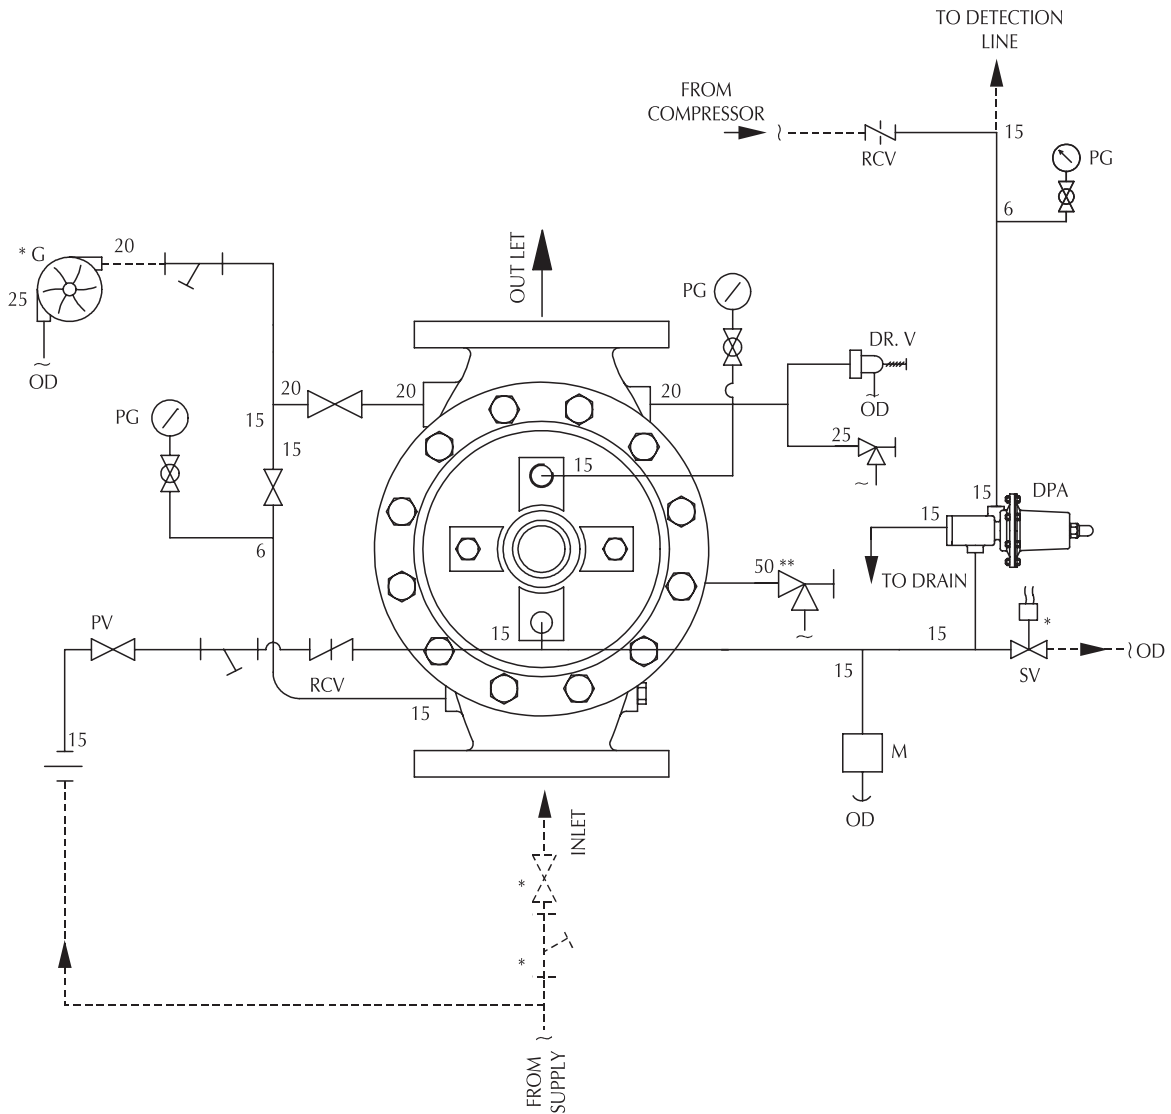 TO DETECTION
LINE
FROM
COMPRESSOR
RCV
15
PG
6
* G
20
25
OD
OUT LET
PG
DR. V
OD
20
15
20
20
25
PG
15
15
15
DPA
15
TO DRAIN
6
50 **
PV
15
15
*
OD
RCV
15
15
SV
15
M
OD
INLET
*
*
FROM
SUPPLY